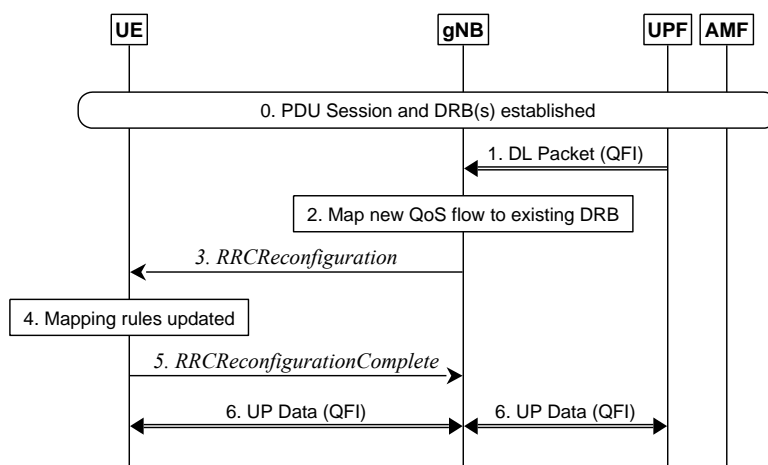 UE
gNB
UPF
AMF
0. PDU Session and DRB(s) established
1. DL Packet (QFI)
2. Map new QoS flow to existing DRB
3. RRCReconfiguration
4. Mapping rules updated
5. RRCReconfigurationComplete
6. UP Data (QFI)
6. UP Data (QFI)